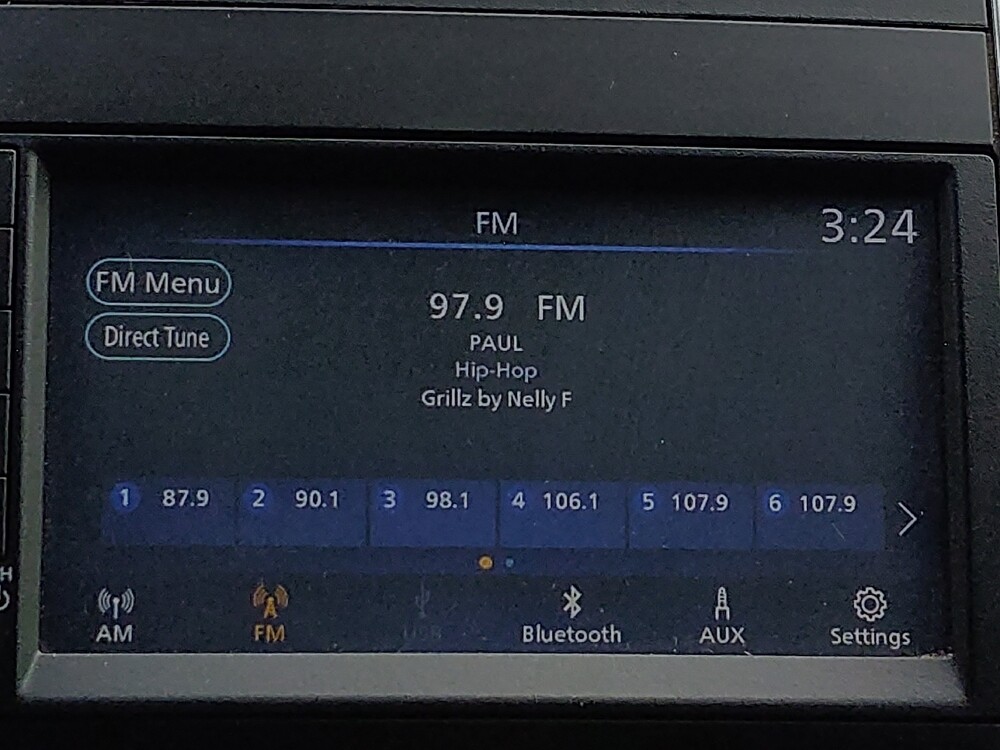 FM
3:24
FM Menu
97.9 FM
Direct Tune
PAUL
Hip-Hop
Grillz by Nelly F
1 87.9 2 90.1 3 98.1 4 106.1 5 107.9 6 107.9
H
AM FM USB Bluetooth AUX Settings